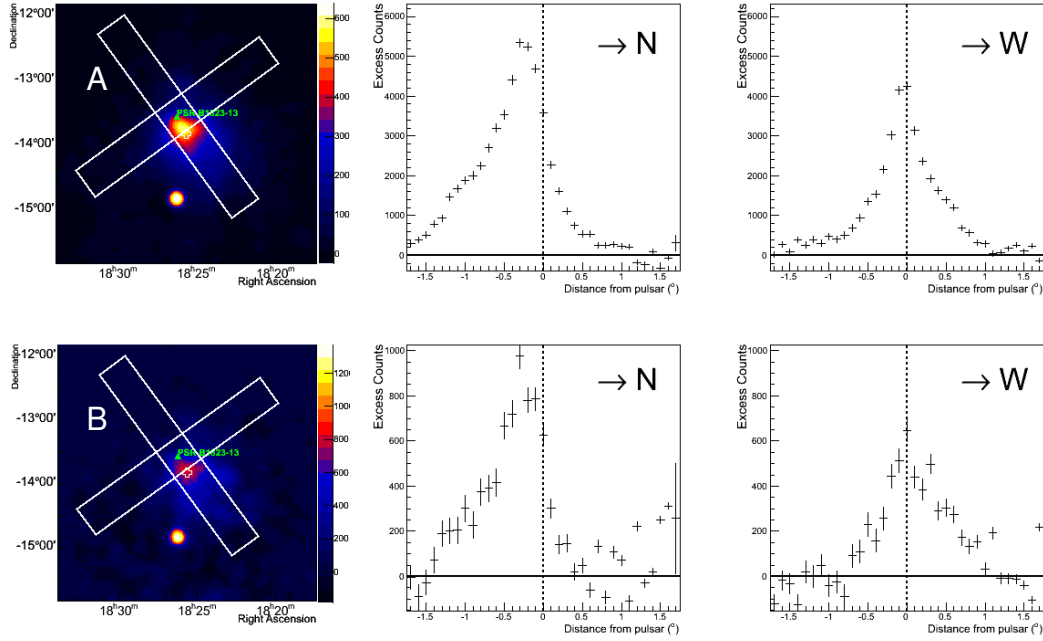 Declination
12°00'
-13°00'
-14°00'
-15°00'
A
PSR B1823-13
18h30m
18h25m
18h20m
Right Ascension
600
500
400
300
200
100
0
Excess Counts
6000
5000
4000
3000
2000
1000
0
→ N
-1.5
-1
-0.5
0
0.5
1
1.5
Distance from pulsar (°)
Excess Counts
6000
5000
4000
3000
2000
1000
0
→ W
-1.5
-1
-0.5
0
0.5
1
1.5
Distance from pulsar (°)
Declination
12°00'
-13°00'
-14°00'
-15°00'
B
PSR B1823-13
18h30m
18h25m
18h20m
Right Ascension
1200
1000
800
600
400
200
0
Excess Counts
1000
800
600
400
200
0
→ N
-1.5
-1
-0.5
0
0.5
1
1.5
Distance from pulsar (°)
Excess Counts
1000
800
600
400
200
0
→ W
-1.5
-1
-0.5
0
0.5
1
1.5
Distance from pulsar (°)